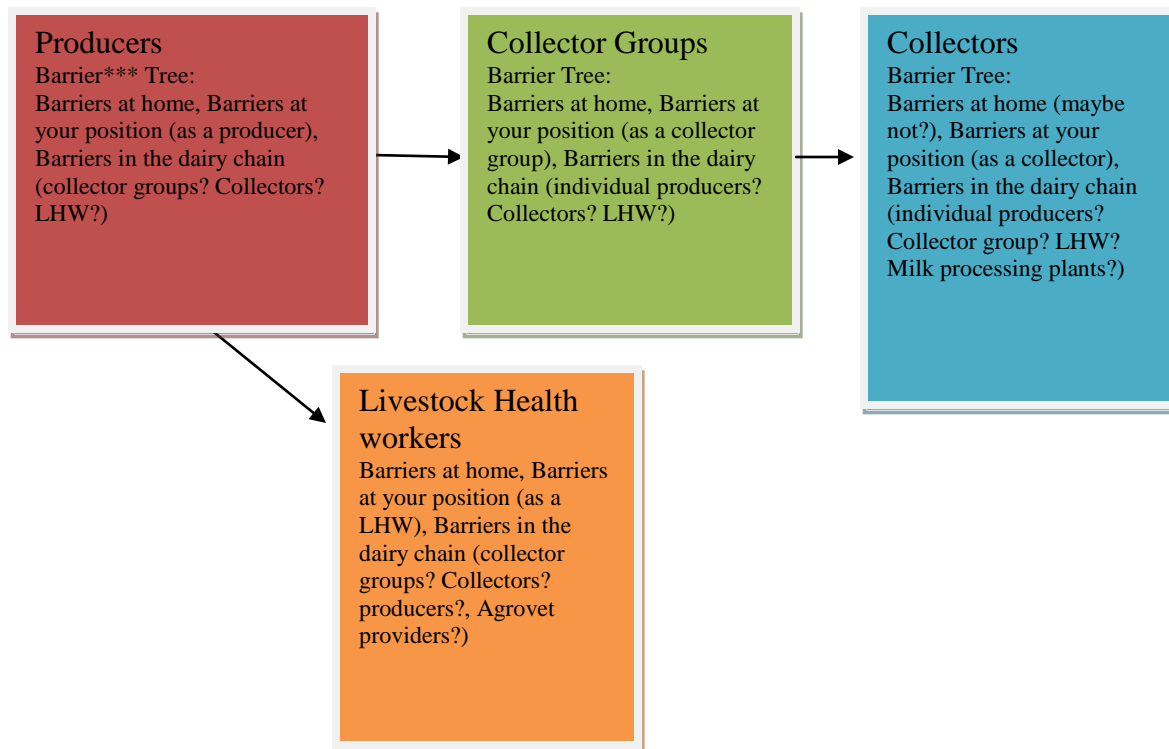 Producers
Barrier*** Tree:
Barriers at home, Barriers at
your position (as a producer),
Barriers in the dairy chain
(collector groups? Collectors?
LHW?)
Collector Groups
Barrier Tree:
Barriers at home, Barriers at
your position (as a collector
group), Barriers in the dairy
chain (individual producers?
Collectors? LHW?)
Collectors
Barrier Tree:
Barriers at home (maybe
not?), Barriers at your
position (as a collector),
Barriers in the dairy chain
(individual producers?
Collector group? LHW?
Milk processing plants?)
Livestock Health
workers
Barriers at home, Barriers
at your position (as a
LHW), Barriers in the
dairy chain (collector
groups? Collectors?
producers?, Agrovet
providers?)